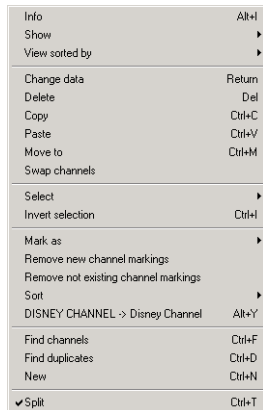 Info Alt+I
Show
View sorted by
Change data Return
Delete Del
Copy Ctrl+C
Paste Ctrl+V
Move to Ctrl+M
Swap channels
Select
Invert selection Ctrl+I
Mark as
Remove new channel markings
Remove not existing channel markings
Sort
DISNEY CHANNEL -> Disney Channel Alt+Y
Find channels Ctrl+F
Find duplicates Ctrl+D
New Ctrl+N
Split Ctrl+T